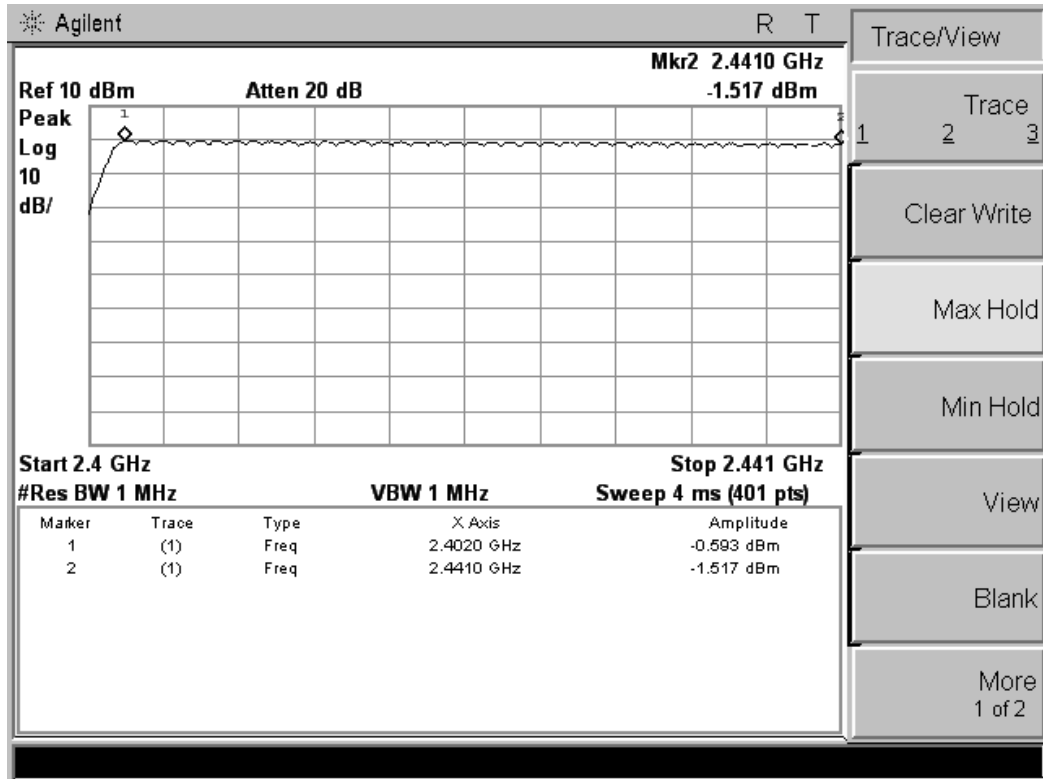 Agilent R T
Mkr2 2.4410 GHz
Ref 10 dBm Atten 20 dB -1.517 dBm
Peak
Log
10
dB/
1
2
Start 2.4 GHz Stop 2.441 GHz
#Res BW 1 MHz VBW 1 MHz Sweep 4 ms (401 pts)
Marker Trace Type X Axis Amplitude
1 (1) Freq 2.4020 GHz -0.593 dBm
2 (1) Freq 2.4410 GHz -1.517 dBm
Trace/View
Trace
1 2 3
Clear Write
Max Hold
Min Hold
View
Blank
More
1 of 2